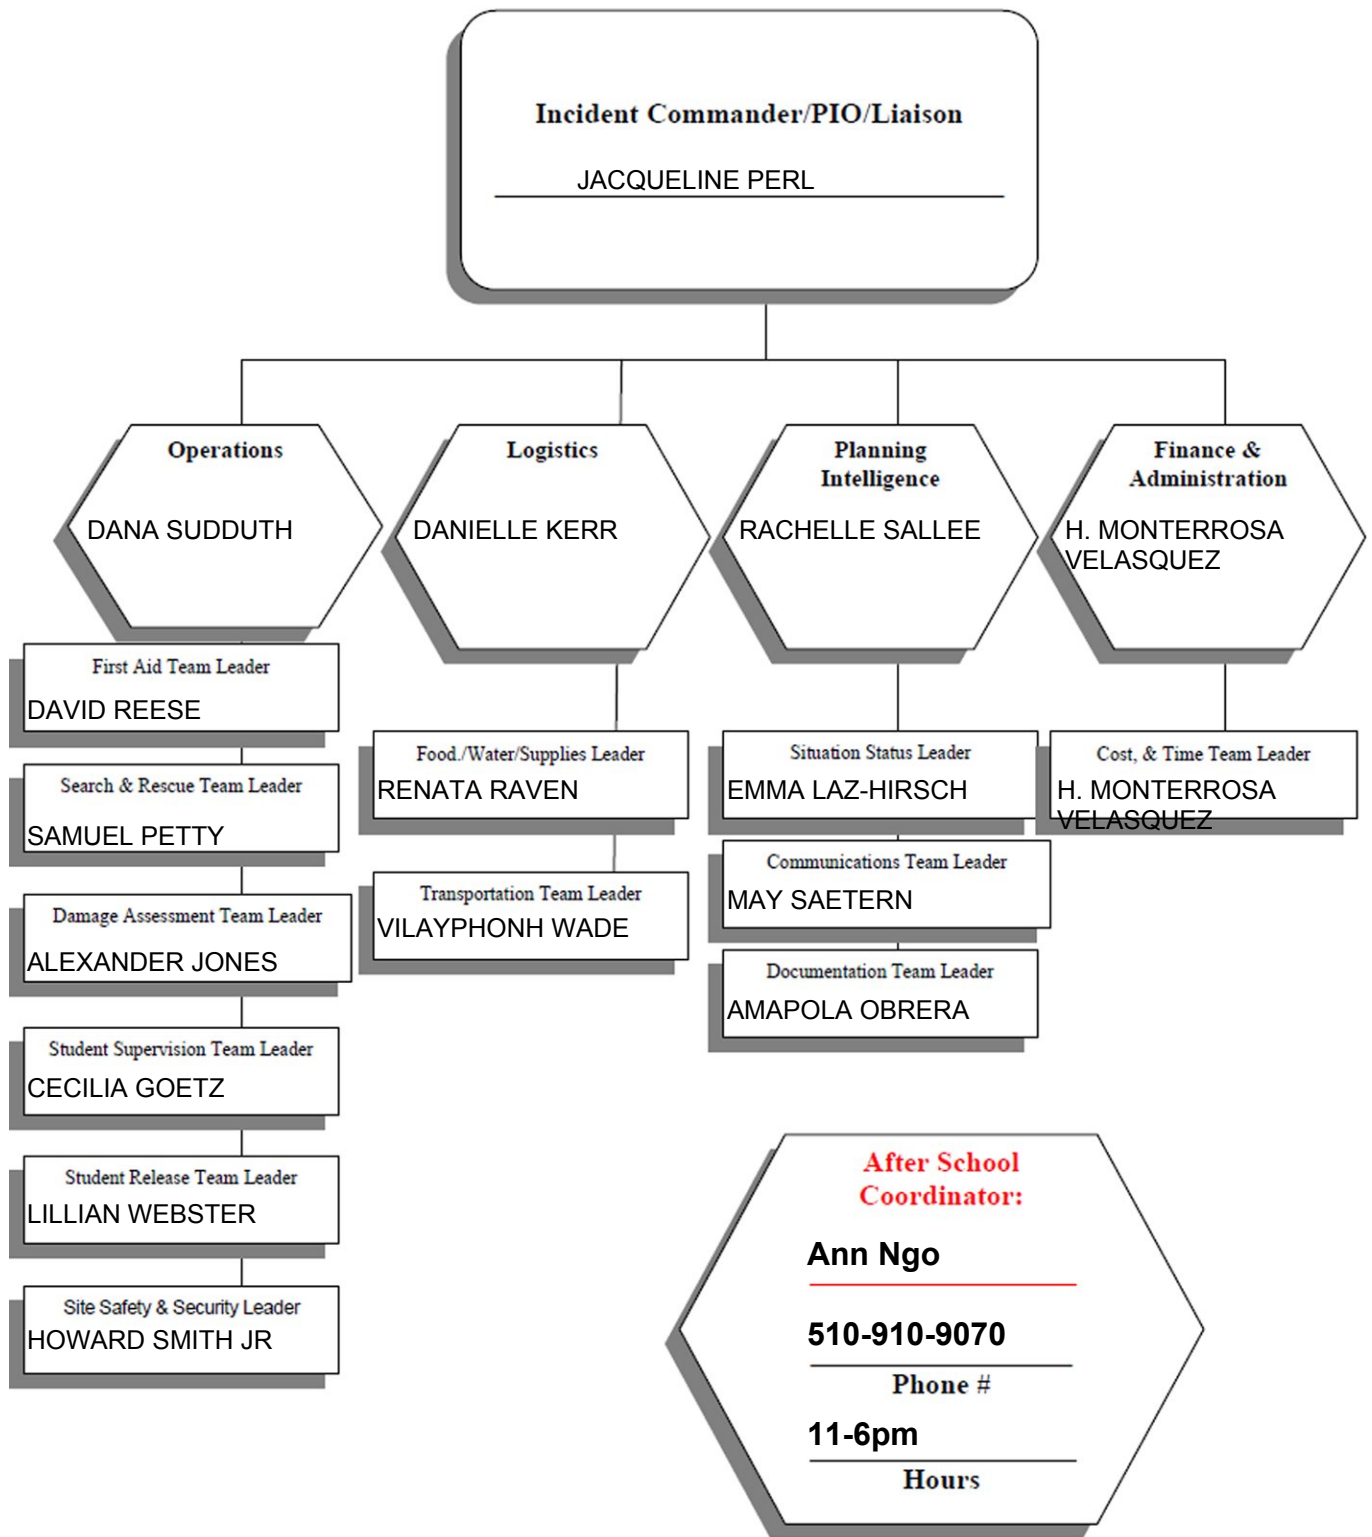 Incident Commander/PIO/Liaison
JACQUELINE PERL
Operations
DANA SUDDUTH
First Aid Team Leader
DAVID REESE
Search & Rescue Team Leader
SAMUEL PETTY
Damage Assessment Team Leader
ALEXANDER JONES
Student Supervision Team Leader
CECILIA GOETZ
Student Release Team Leader
LILLIAN WEBSTER
Site Safety & Security Leader
HOWARD SMITH JR
Logistics
DANIELLE KERR
Food./Water/Supplies Leader
RENATA RAVEN
Transportation Team Leader
VILAYPHONH WADE
Planning
Intelligence
RACHELLE SALLEE
Situation Status Leader
EMMA LAZ-HIRSCH
Communications Team Leader
MAY SAETERN
Documentation Team Leader
AMAPOLA OBRERA
Finance &
Administration
H. MONTERROSA
VELASQUEZ
Cost, & Time Team Leader
H. MONTERROSA
VELASQUEZ
After School
Coordinator:
Ann Ngo
510-910-9070
Phone #
11-6pm
Hours